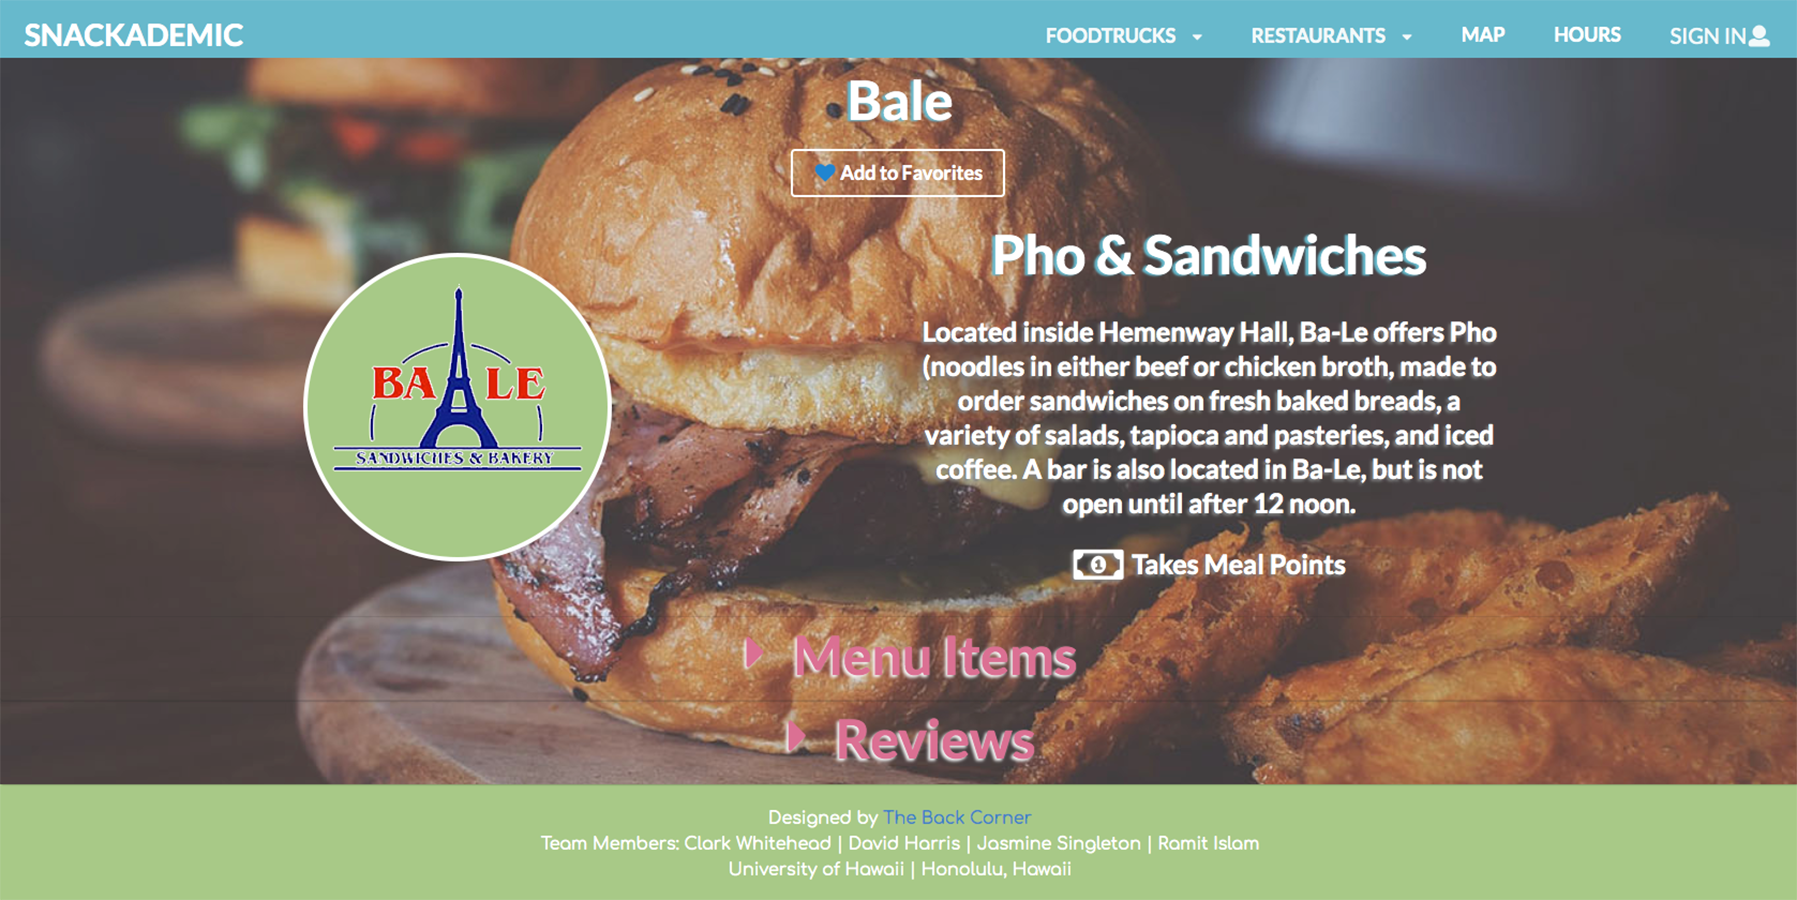 SNACKADEMIC
FOODTRUCKS
RESTAURANTS
MAP
HOURS
SIGN IN
Bale
Add to Favorites
BA LE
SANDWICHES & BAKERY
Pho & Sandwiches
Located inside Hemenway Hall, Ba-Le offers Pho
(noodles in either beef or chicken broth, made to
order sandwiches on fresh baked breads, a
variety of salads, tapioca and pasteries, and iced
coffee. A bar is also located in Ba-Le, but is not
open until after 12 noon.
1
Takes Meal Points
Menu Items
Reviews
Designed by The Back Corner
Team Members: Clark Whitehead | David Harris | Jasmine Singleton | Ramit Islam
University of Hawaii | Honolulu, Hawaii